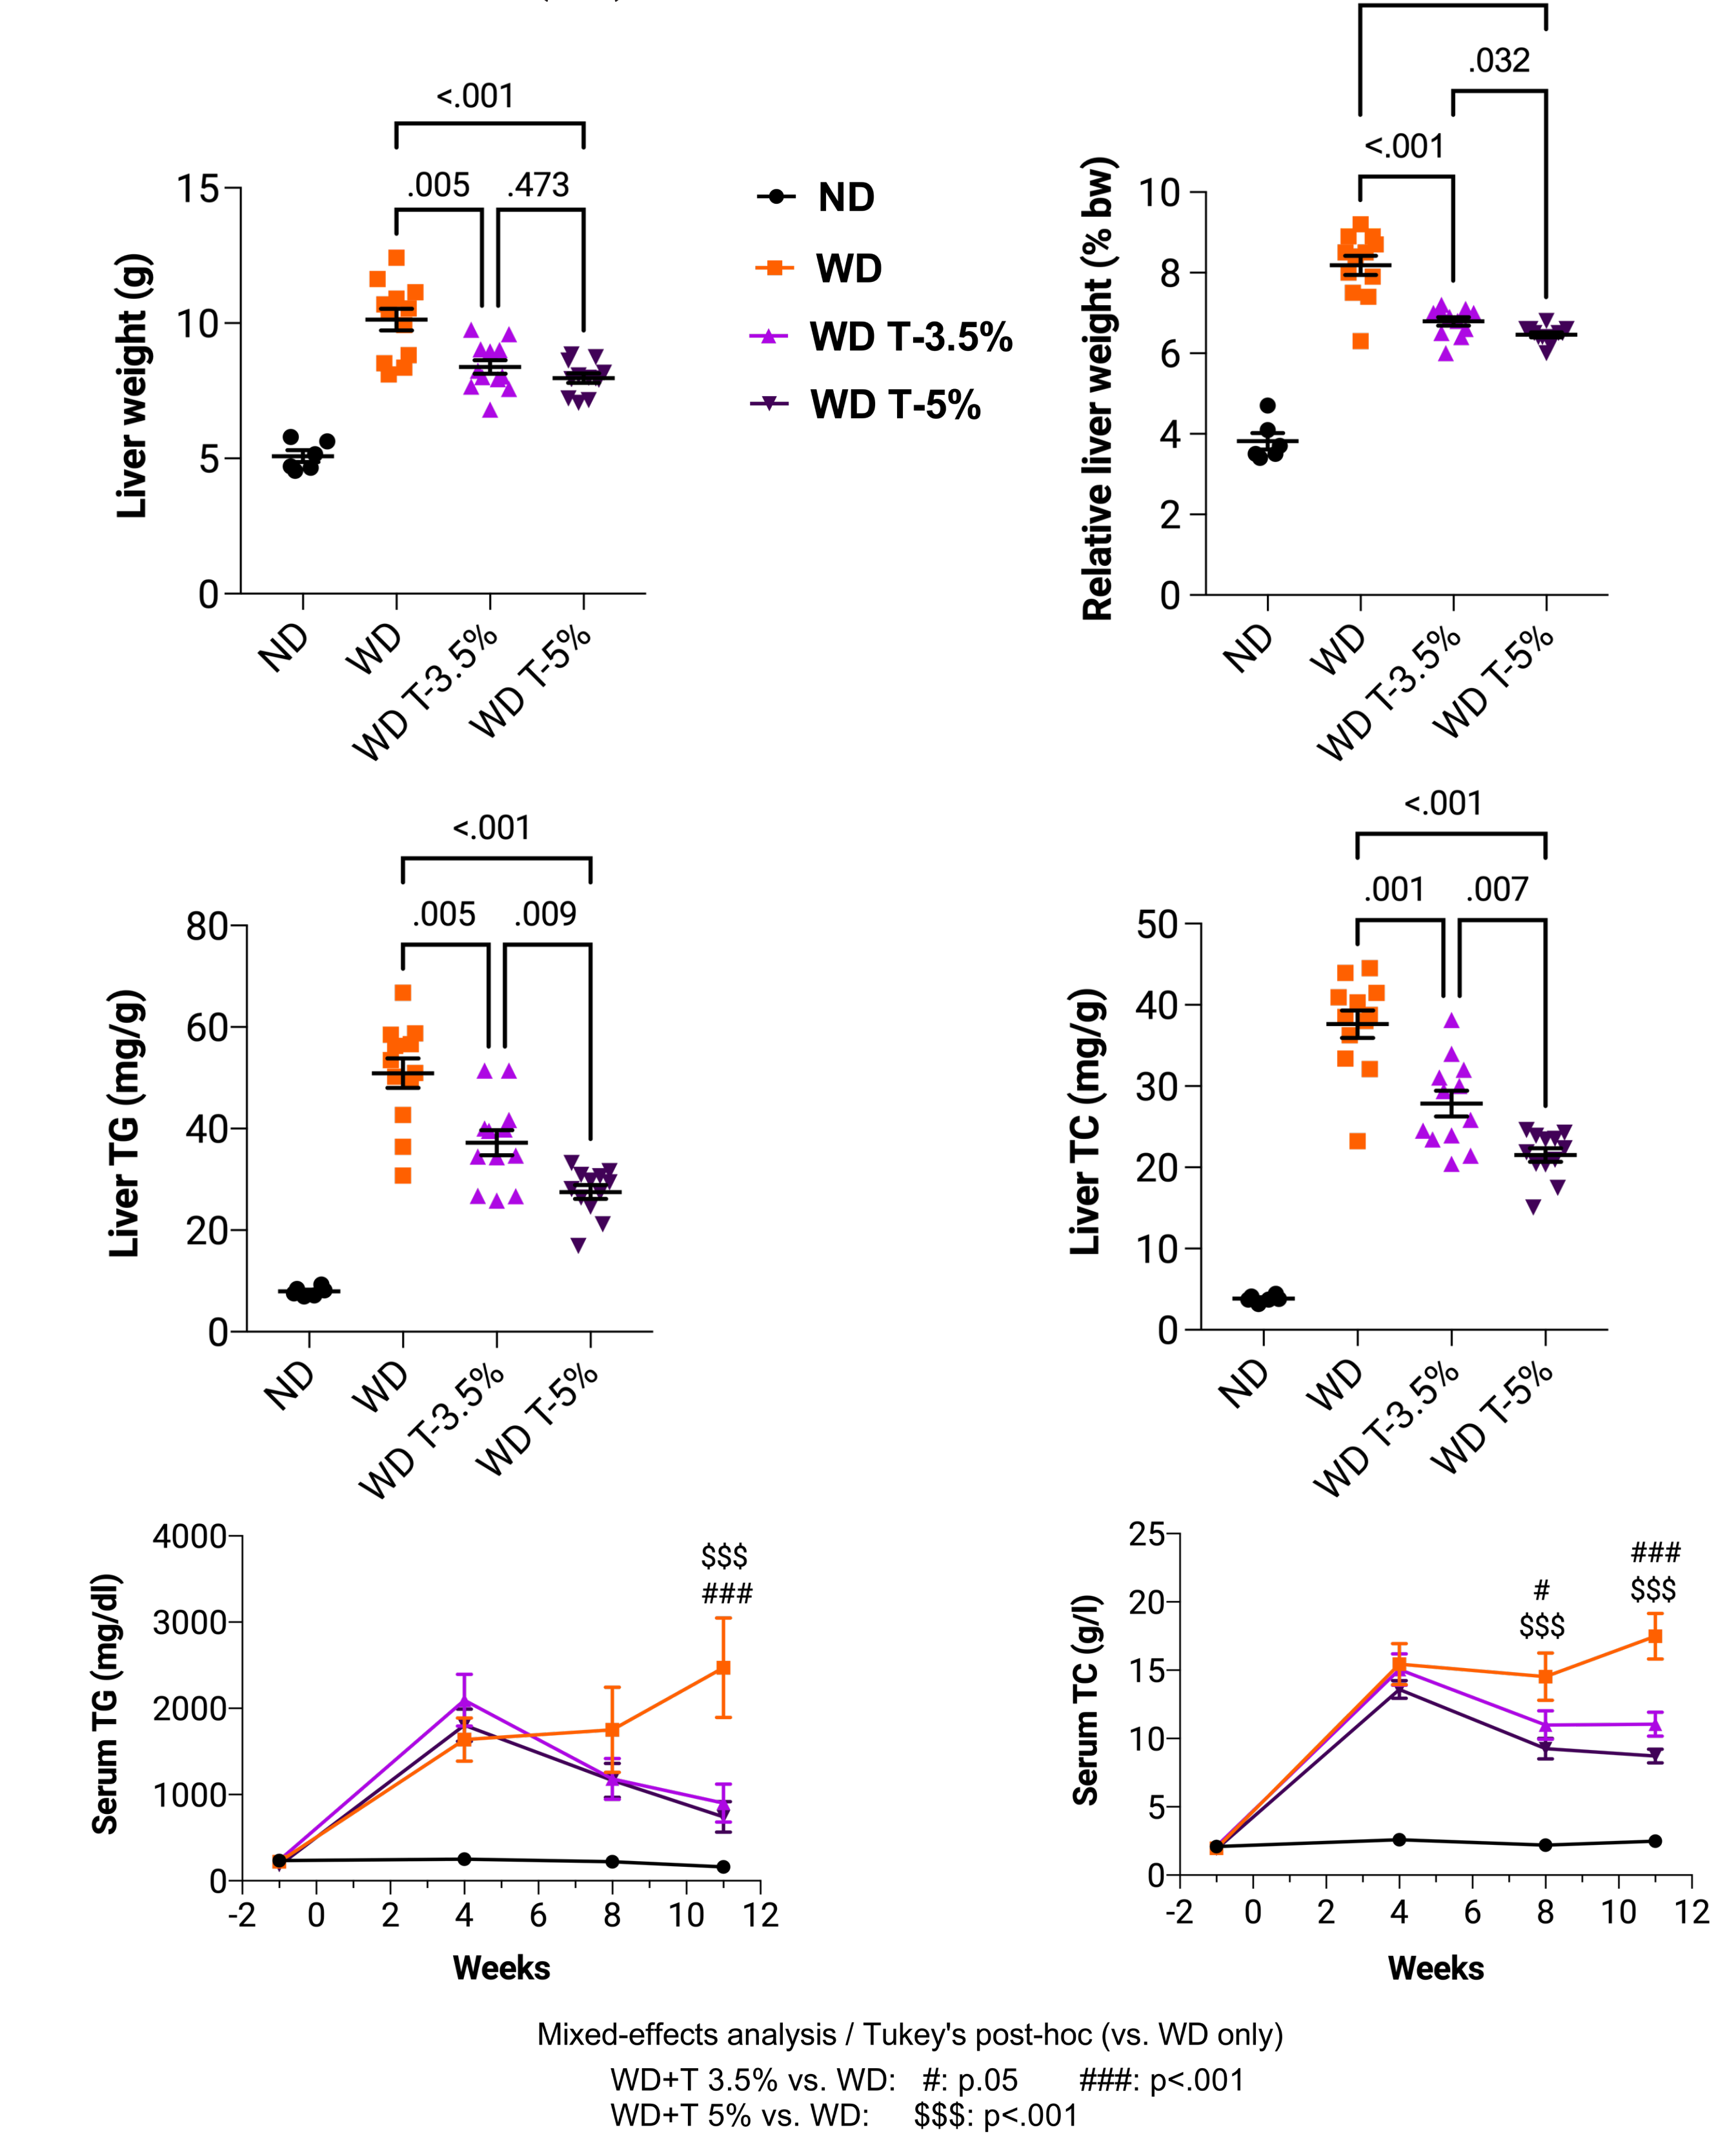 <.001
.005 .473
15
10
5
0
Liver weight (g)
ND
WD
WD T-3.5%
WD T-5%
ND
WD
WD T-3.5%
WD T-5%
.032
<.001
10
8
6
4
2
0
Relative liver weight (% bw)
ND
WD
WD T-3.5%
WD T-5%
<.001
.005 .009
80
60
40
20
0
Liver TG (mg/g)
ND
WD
WD T-3.5%
WD T-5%
<.001
.001 .007
50
40
30
20
10
0
Liver TC (mg/g)
ND
WD
WD T-3.5%
WD T-5%
4000
3000
2000
1000
0
Serum TG (mg/dl)
$$$
###
-2 0 2 4 6 8 10 12
Weeks
25
20
15
10
5
0
Serum TC (g/l)
#
$$$
###
$$$
-2 0 2 4 6 8 10 12
Weeks
Mixed-effects analysis / Tukey's post-hoc (vs. WD only)
WD+T 3.5% vs. WD: #: p.05 ###: p<.001
WD+T 5% vs. WD: $$$: p<.001